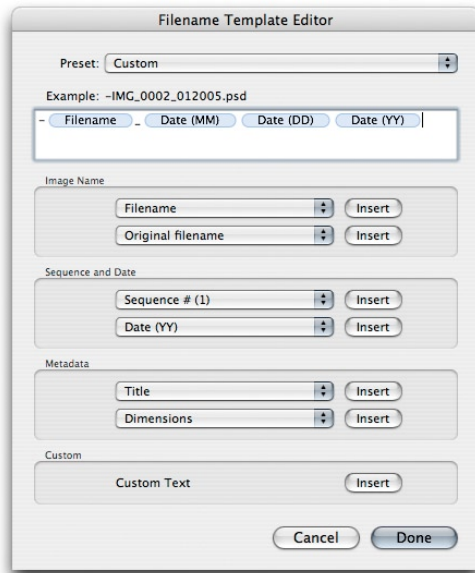 Filename Template Editor
Preset: Custom
Example: -IMG_0002_012005.psd
- Filename _ Date (MM) Date (DD) Date (YY)
Image Name
Filename Insert
Original filename Insert
Sequence and Date
Sequence # (1) Insert
Date (YY) Insert
Metadata
Title Insert
Dimensions Insert
Custom
Custom Text Insert
Cancel Done